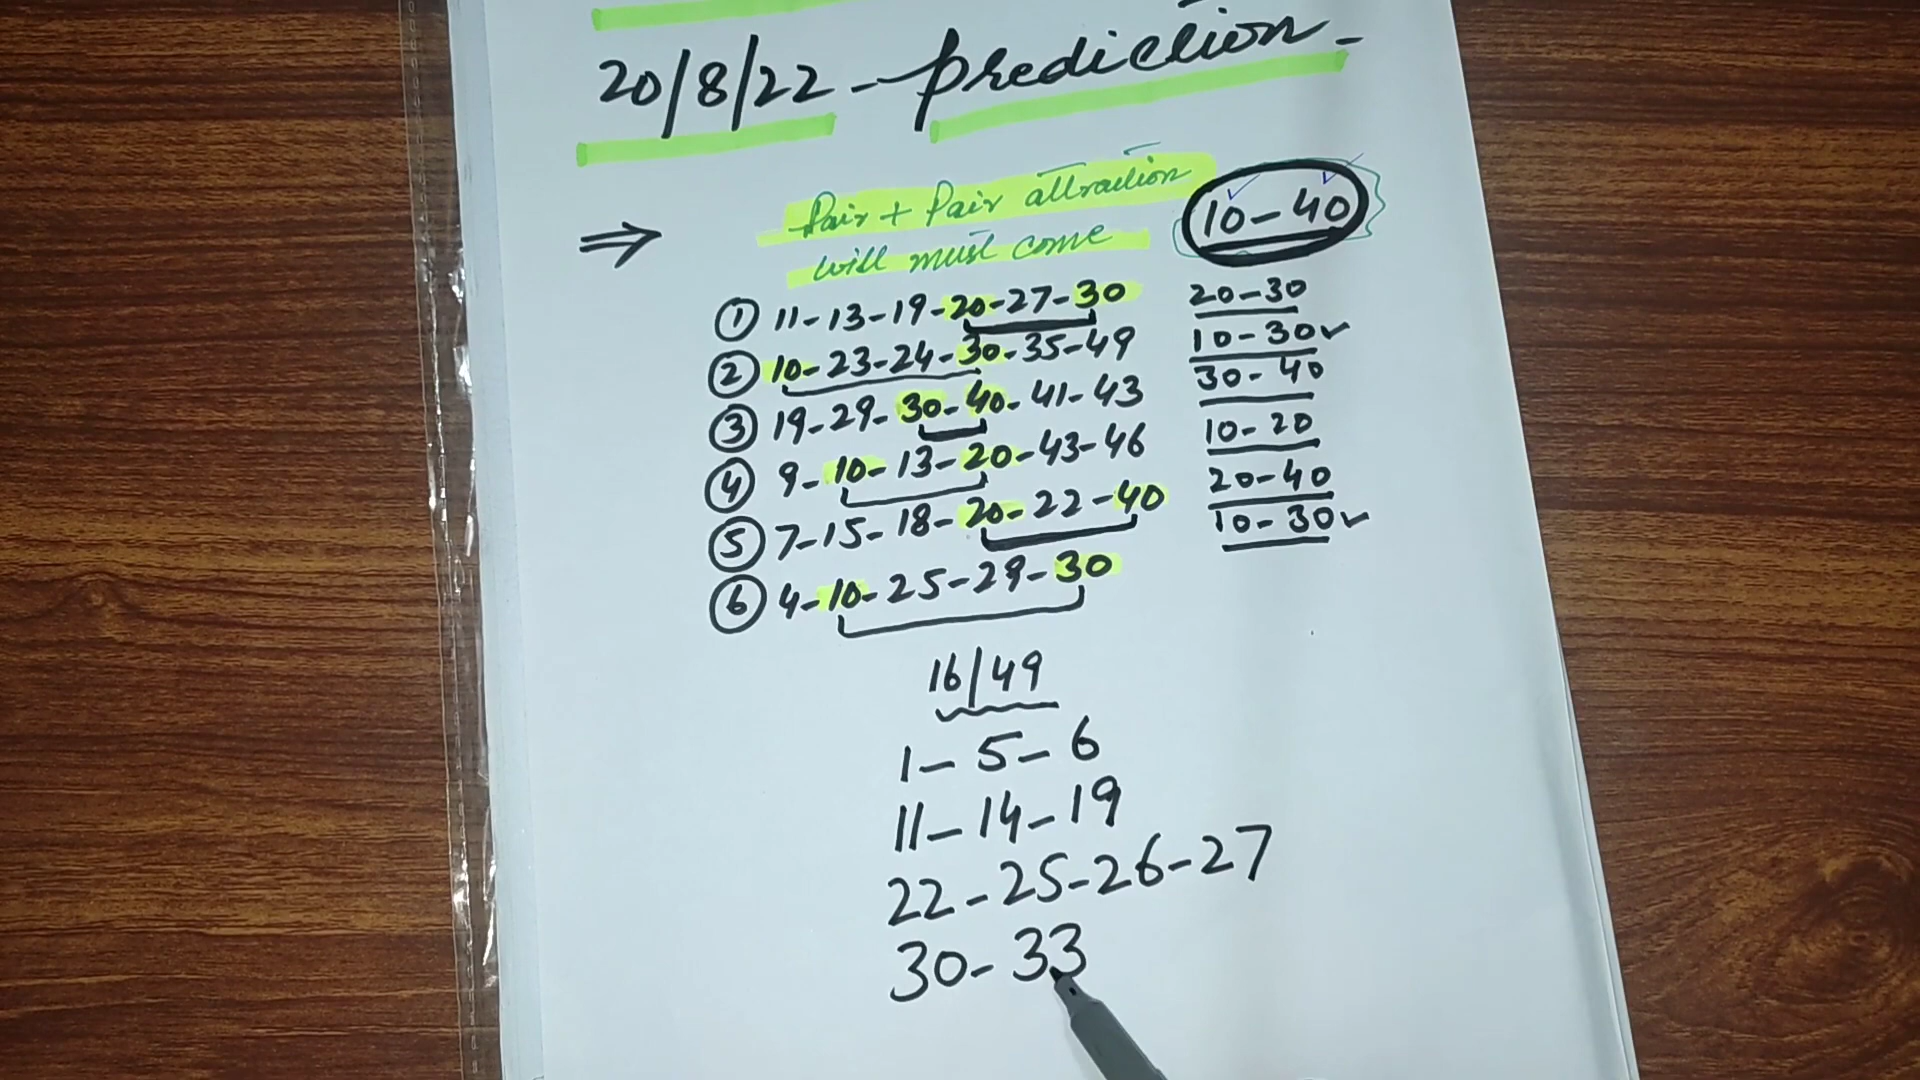 20/8/22 - prediction -
Pair + Pair attraction
will must come
10-40
① 11-13-19-20-27-30 20-30
② 10-23-24-30-35-49 10-30✓
③ 19-29-30-40-41-43 30-40
④ 9-10-13-20-43-46 10-20
⑤ 7-15-18-20-22-40 20-40
⑥ 4-10-25-29-30 10-30✓
16/49
1-5-6
11-14-19
22-25-26-27
30-33